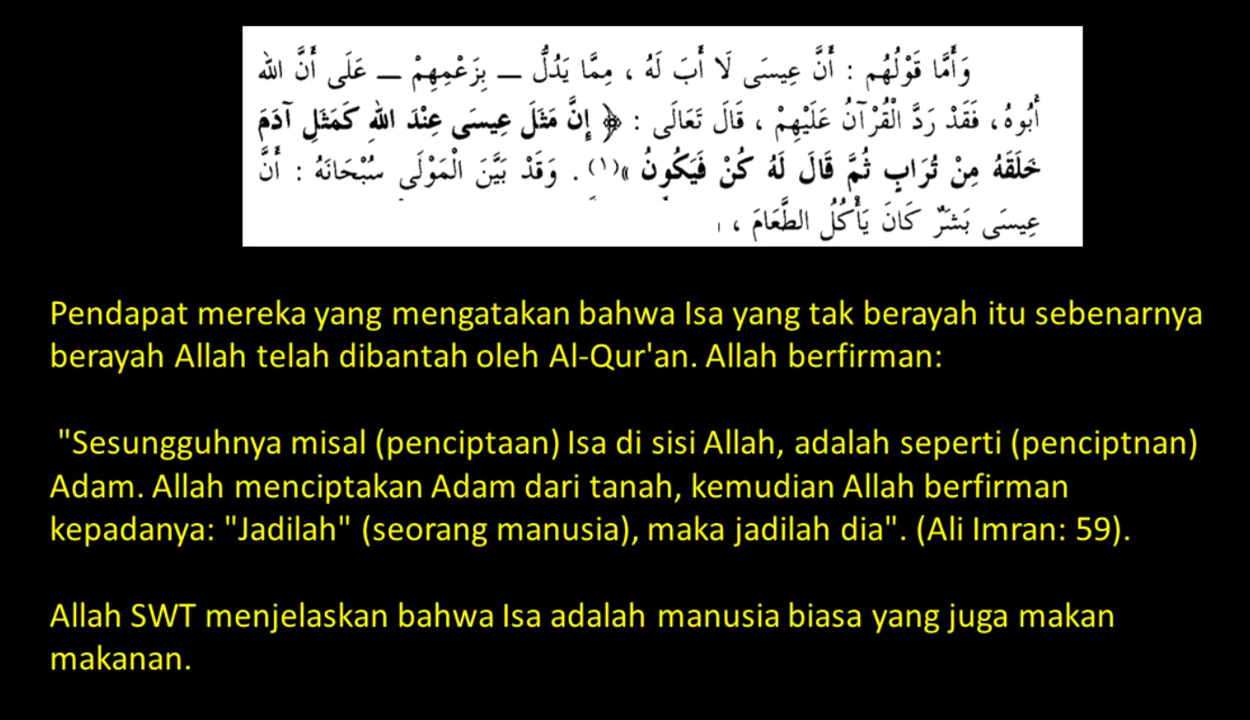 وَأَمَّا قَوْلُهُم : أَنَّ عِيسَى لَا أَبَ لَهُ ، مِمَّا يَدُلُّ – بِزَعْمِهِمْ – عَلَى أَنَّ الله
أَبُوهُ، فَقَدْ رَدَّ الْقُرْآنُ عَلَيْهِمْ ، قَالَ تَعَالَى : ﴿ إِنَّ مَثَلَ عِيسَى عِنْدَ اللهِ كَمَثَلِ آدَمَ
خَلَقَهُ مِنْ تُرَابٍ ثُمَّ قَالَ لَهُ كُنْ فَيَكُونُ »(١) . وَقَدْ بَيَّنَ الْمَوْلَى سُبْحَانَهُ : أَنَّ
عِيسَى بَشَرٌ كَانَ يَأْكُلُ الطَّعَامَ ،
Pendapat mereka yang mengatakan bahwa Isa yang tak berayah itu sebenarnya
berayah Allah telah dibantah oleh Al-Qur'an. Allah berfirman:
"Sesungguhnya misal (penciptaan) Isa di sisi Allah, adalah seperti (penciptnan)
Adam. Allah menciptakan Adam dari tanah, kemudian Allah berfirman
kepadanya: "Jadilah" (seorang manusia), maka jadilah dia". (Ali Imran: 59).
Allah SWT menjelaskan bahwa Isa adalah manusia biasa yang juga makan
makanan.